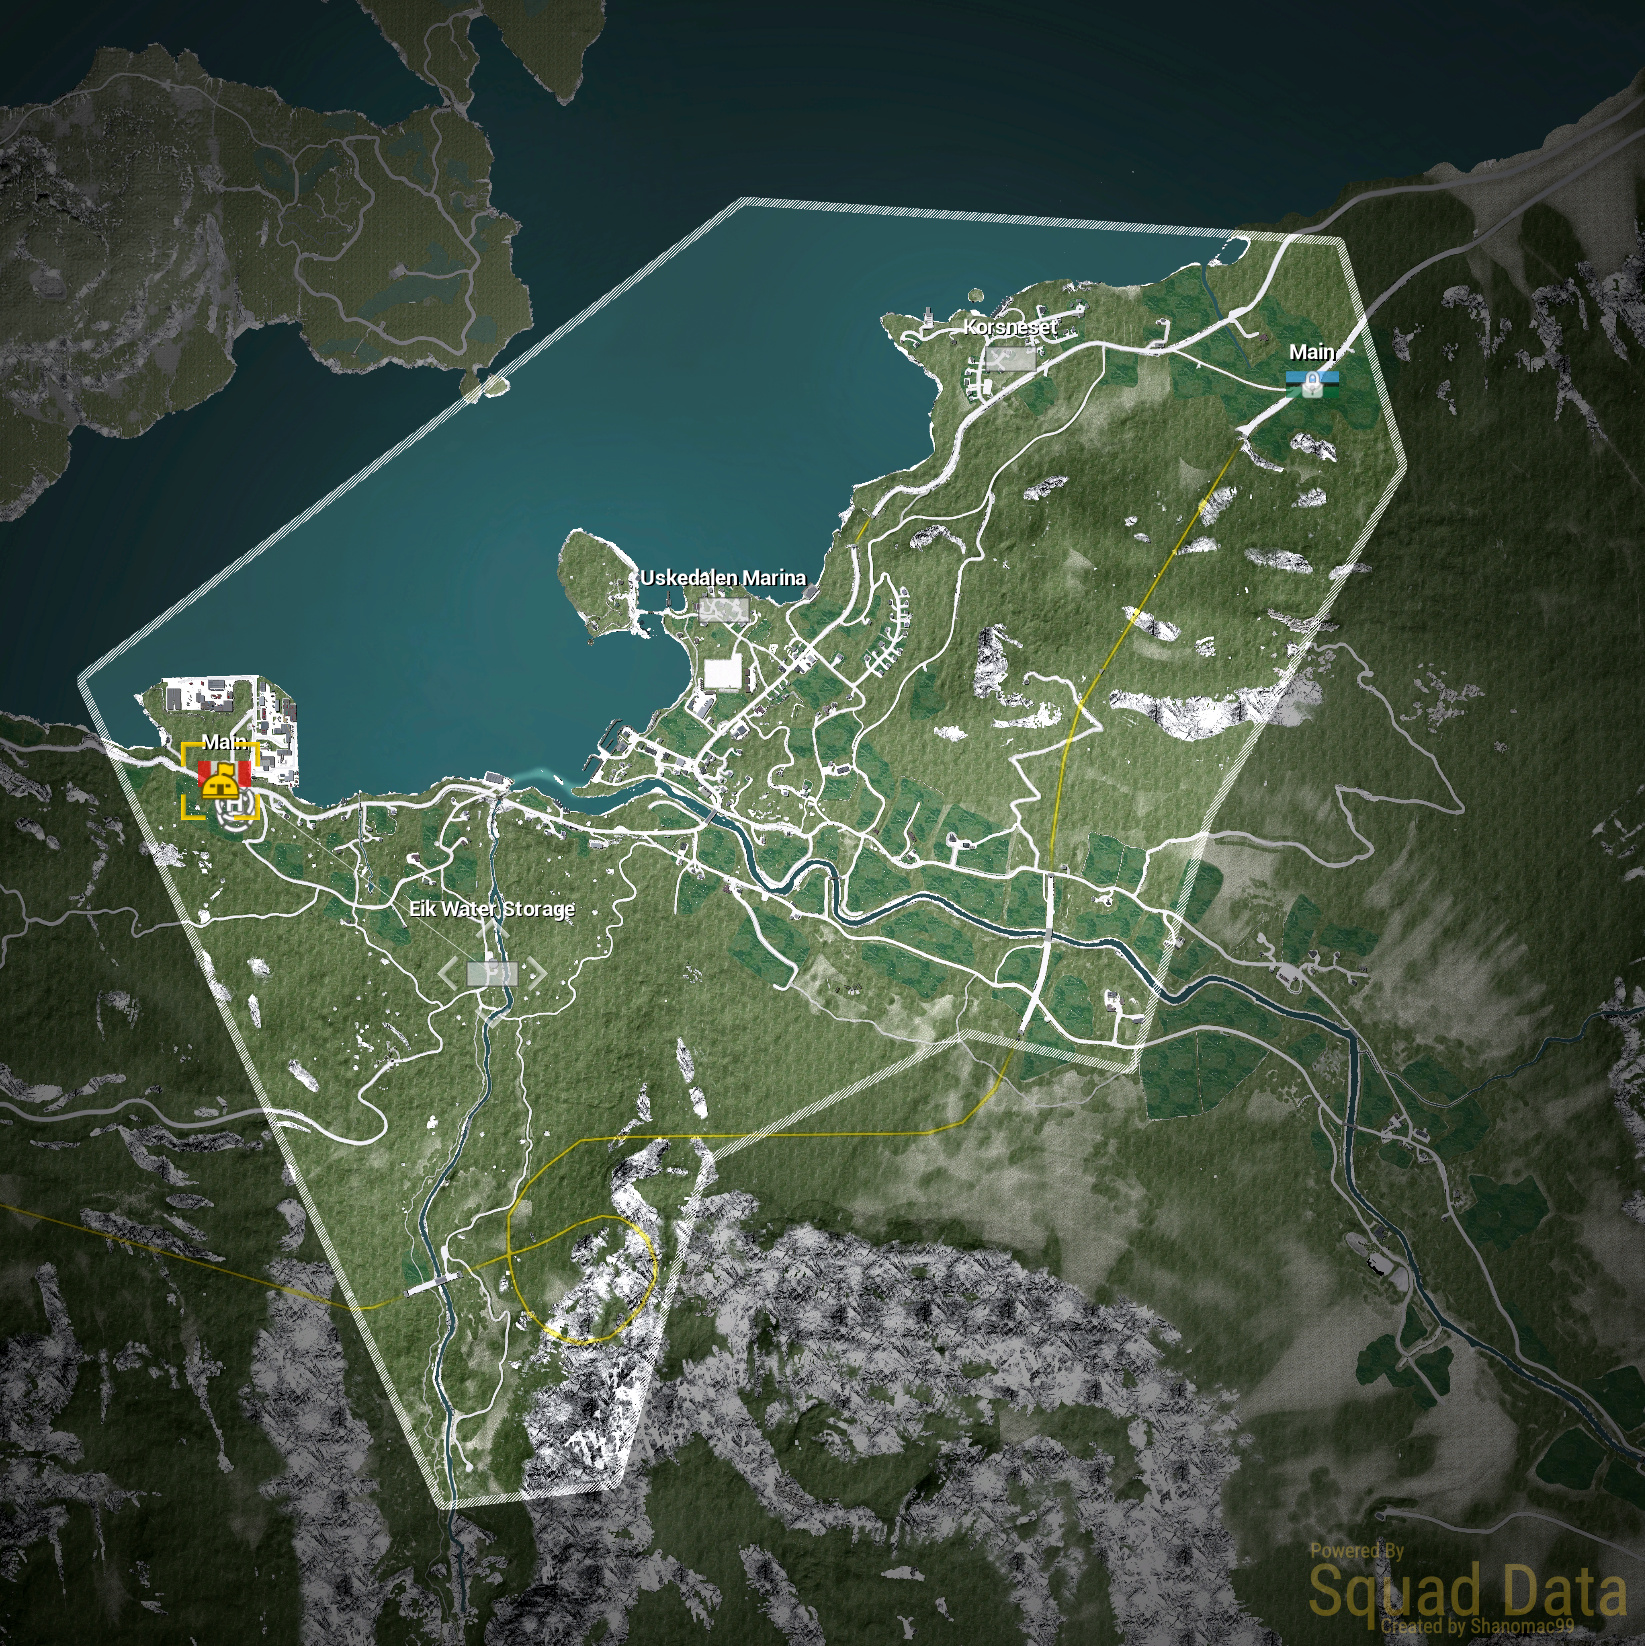 Korsneset
Main
Uskedalen Marina
Main
Eik Water Storage
Powered By
Squad Data
Created by Shanomac99